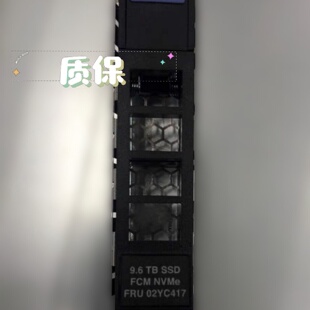 质保
9.6 TB SSD
FCM NVMe
FRU 02YC417